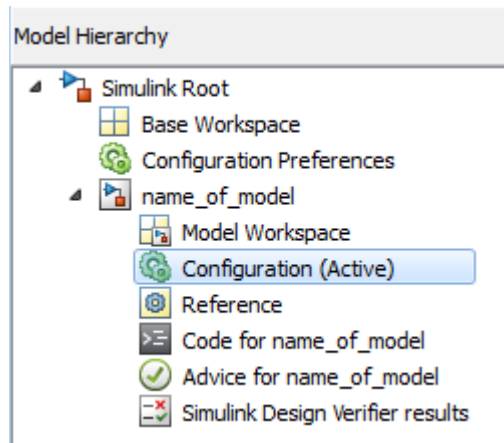 Model Hierarchy
Simulink Root
Base Workspace
Configuration Preferences
name_of_model
Model Workspace
Configuration (Active)
Reference
Code for name_of_model
Advice for name_of_model
Simulink Design Verifier results